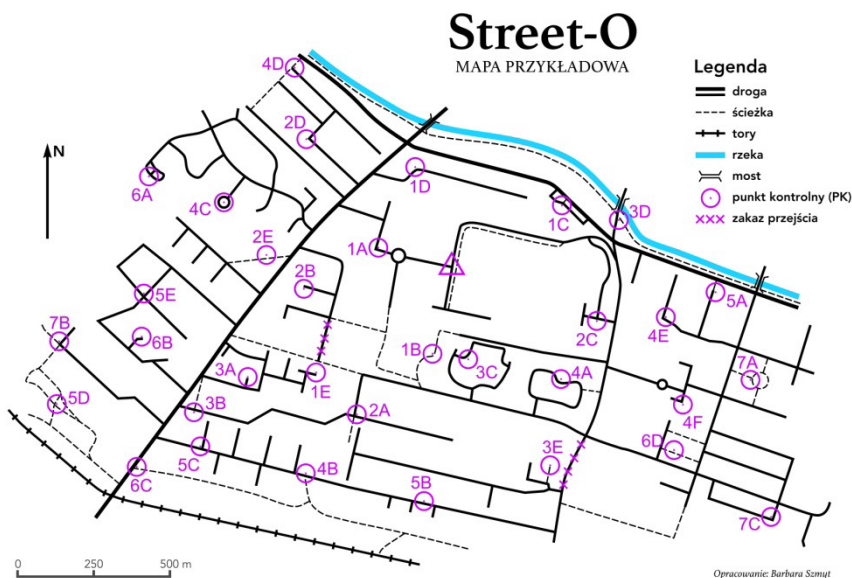 Street-O
MAPA PRZYKŁADOWA
Legenda
droga
ścieżka
tory
rzeka
most
punkt kontrolny (PK)
zakaz przejścia
N
4D
2D
6A
4C
1D
1C
3D
2E
1A
2B
5E
5A
4E
7B
6B
2C
1B
3C
3A
1E
4A
7A
5D
3B
2A
4F
5C
3E
6D
6C
4B
5B
7C
0 250 500 m
Opracowanie: Barbara Szmyt